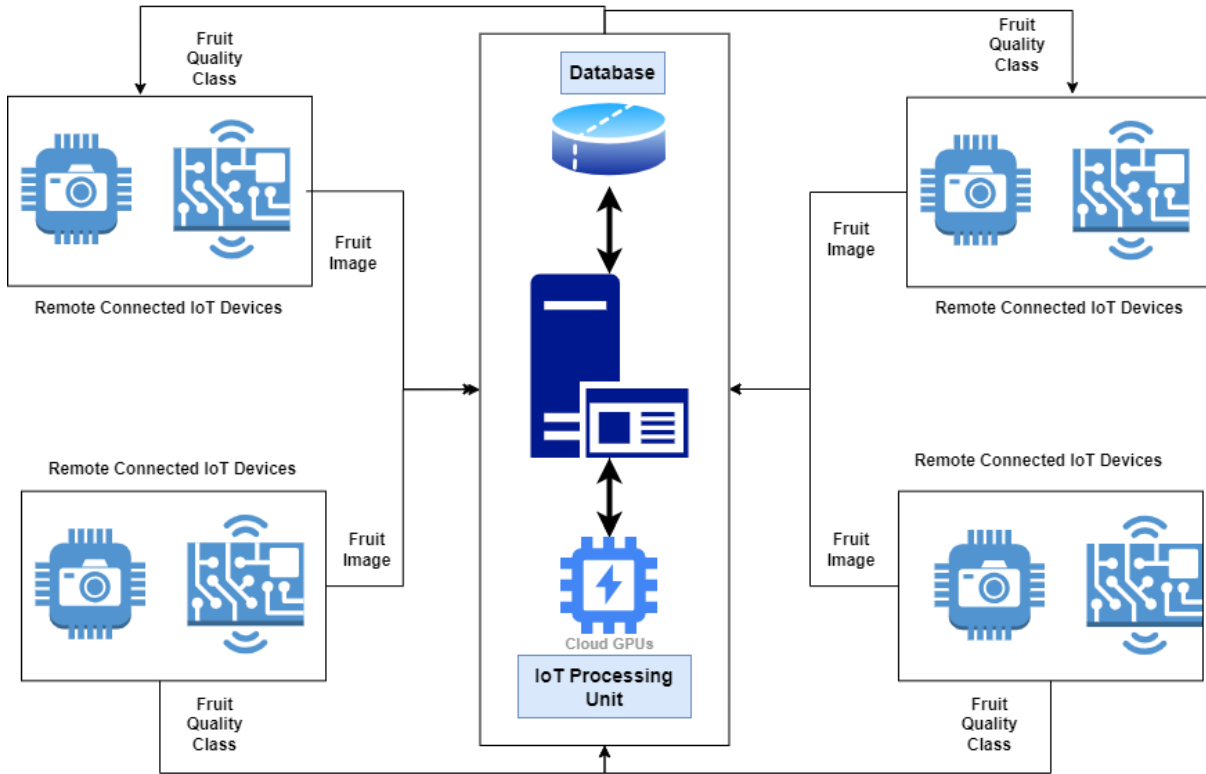 Fruit
Quality
Class
Fruit
Quality
Class
Database
Fruit
Image
Fruit
Image
Remote Connected IoT Devices
Remote Connected IoT Devices
Remote Connected IoT Devices
Remote Connected IoT Devices
Fruit
Image
Fruit
Image
Cloud GPUs
IoT Processing
Unit
Fruit
Quality
Class
Fruit
Quality
Class